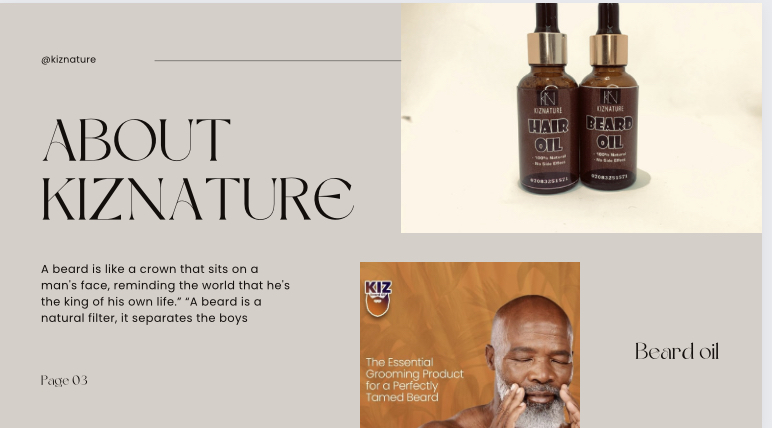 @kiznature
ABOUT
KIZNATURE
A beard is like a crown that sits on a
man's face, reminding the world that he's
the king of his own life.” “A beard is a
natural filter, it separates the boys
Page 03
KN
KIZNATURE
HAIR
OIL
100% Natural
No Side Effect
KN
KIZNATURE
BEARD
OIL
100% Natural
No Side Effect
KIZ
The Essential
Grooming Product
for a Perfectly
Tamed Beard
Beard oil